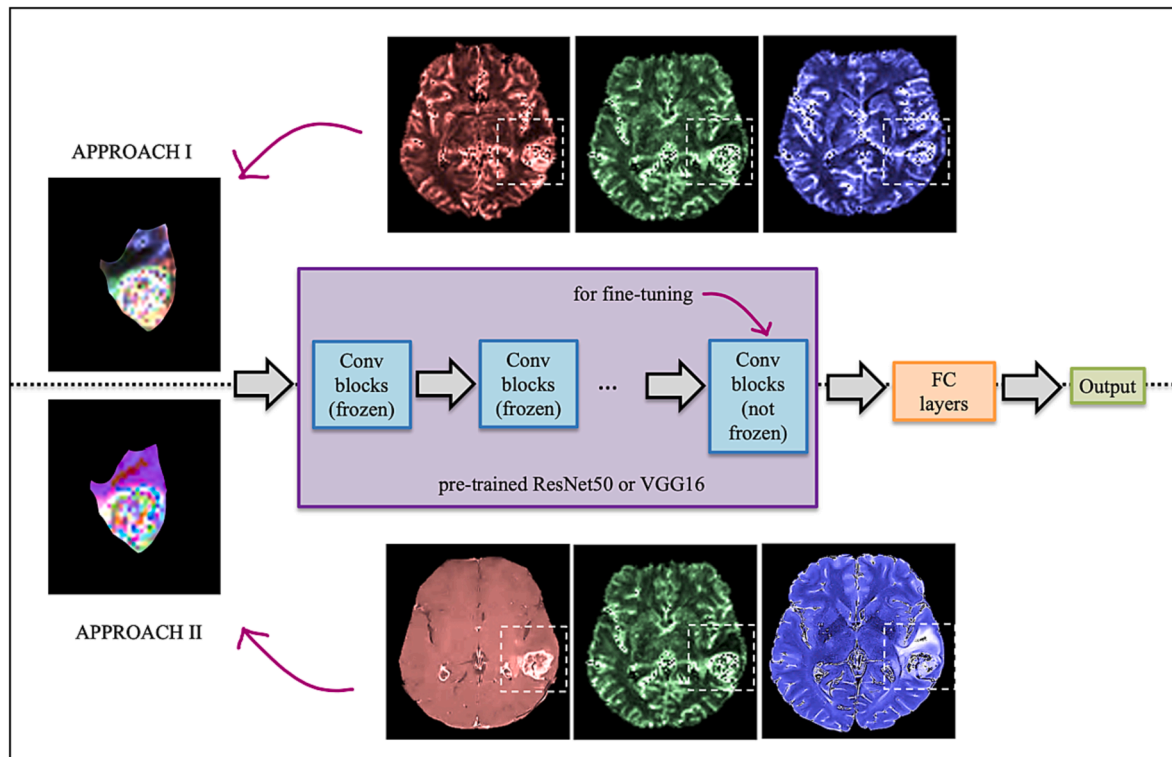 APPROACH I
for fine-tuning
Conv
blocks
(frozen)
Conv
blocks
(frozen)
...
Conv
blocks
(not
frozen)
FC
layers
Output
pre-trained ResNet50 or VGG16
APPROACH II